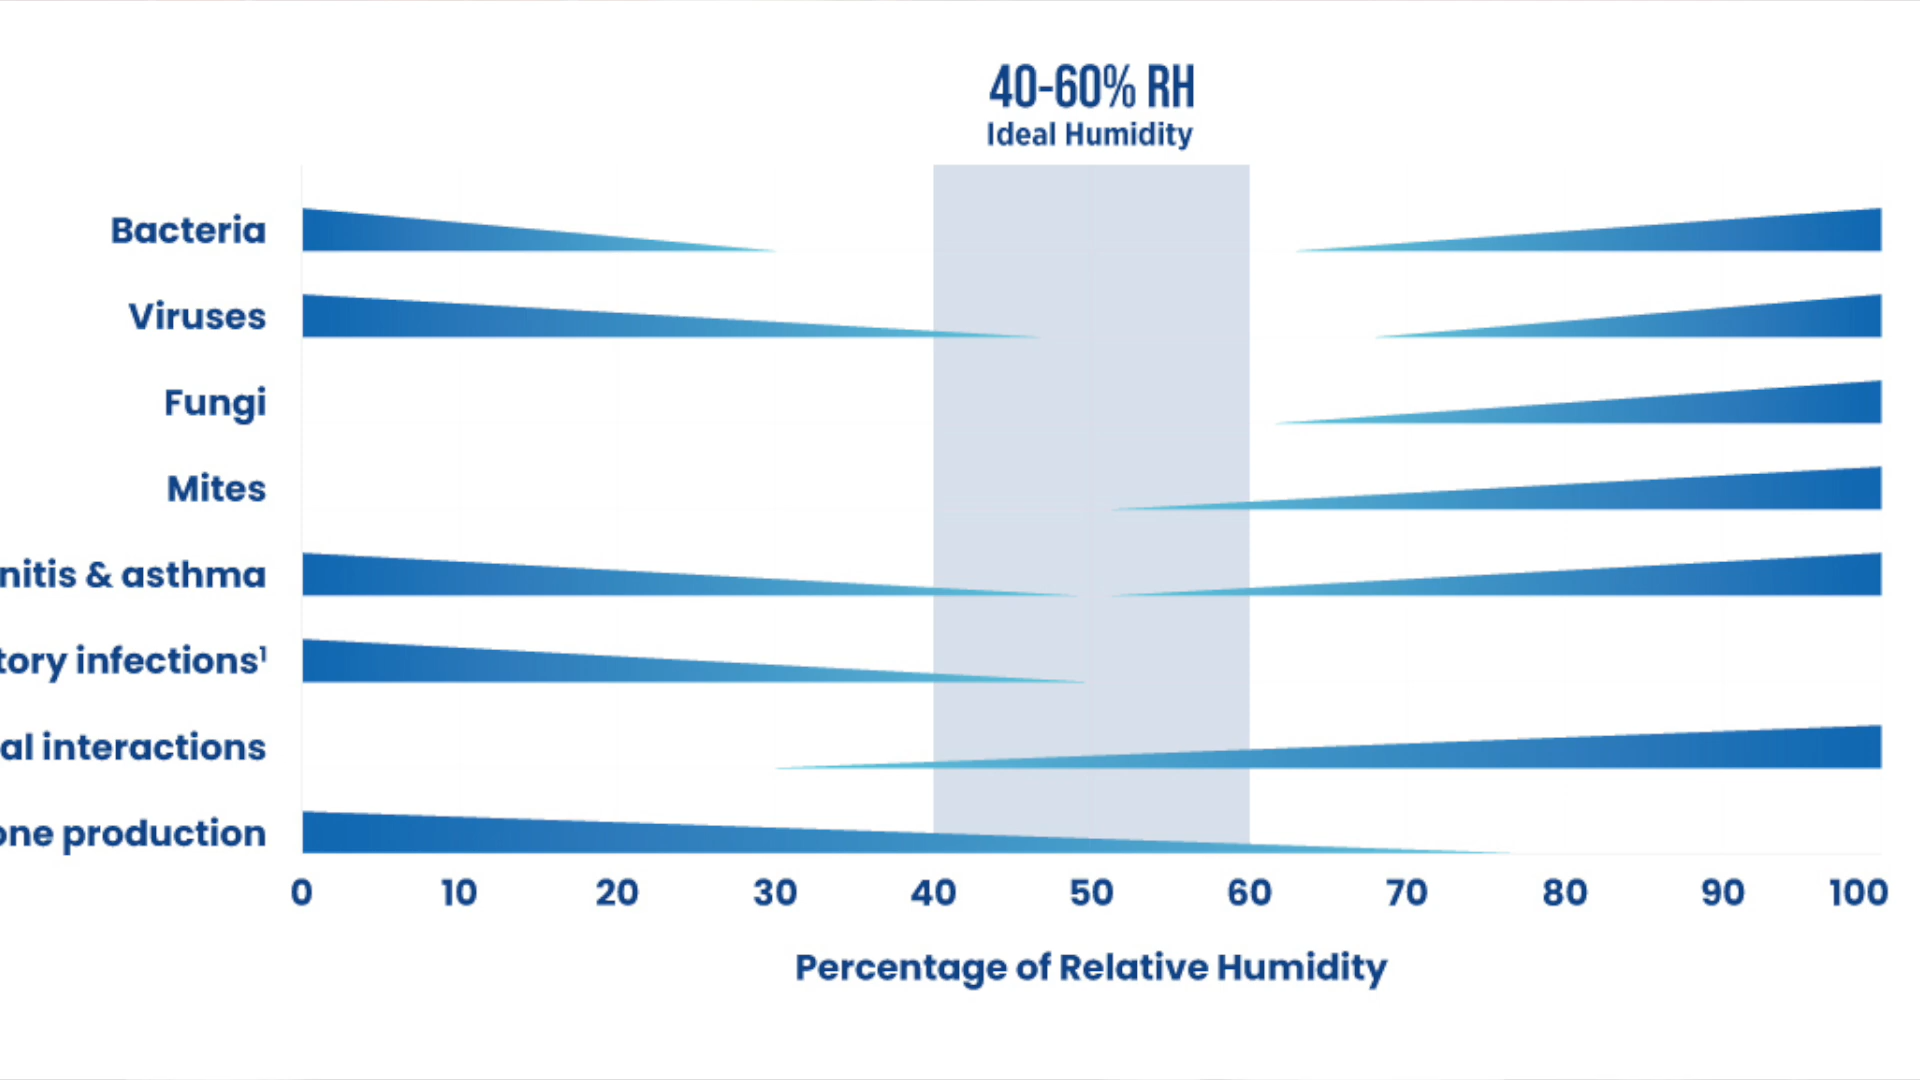 40-60% RH
Ideal Humidity
Bacteria
Viruses
Fungi
Mites
nitis & asthma
tory infections¹
al interactions
one production
0 10 20 30 40 50 60 70 80 90 100
Percentage of Relative Humidity